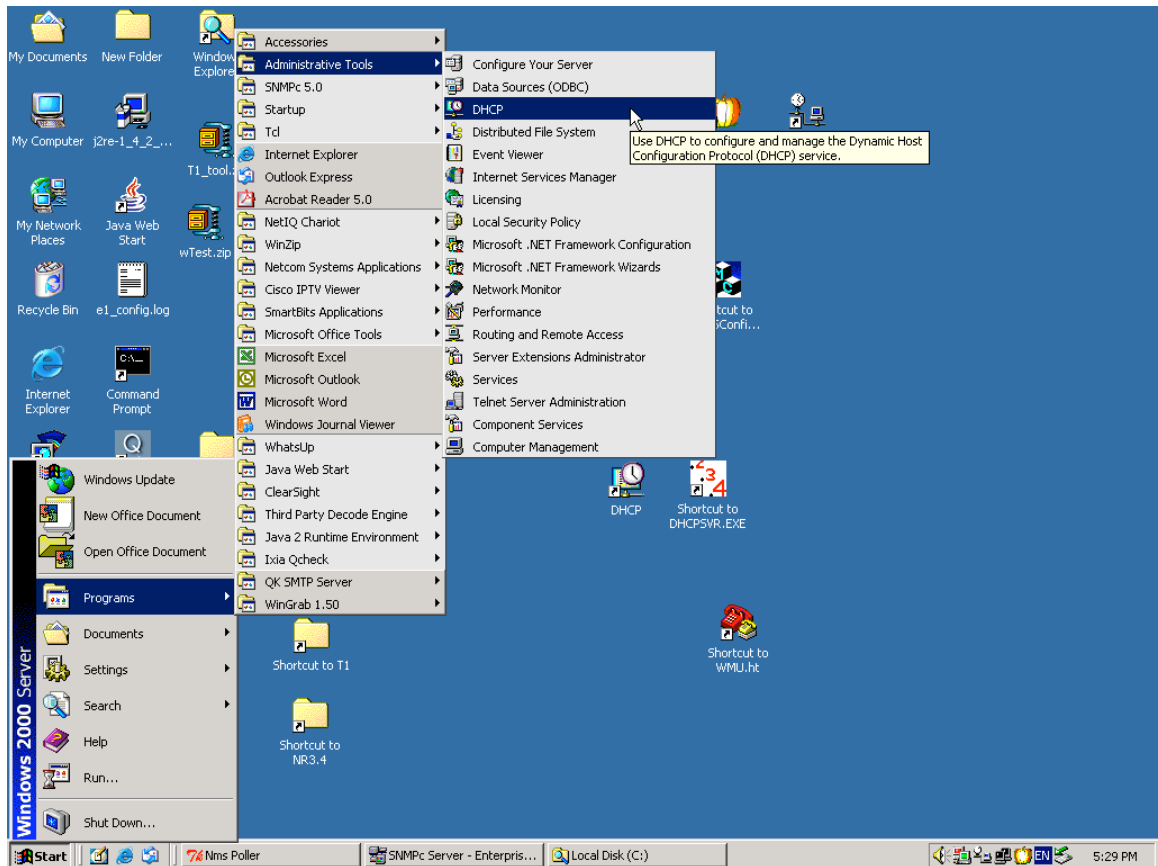 My Documents
New Folder
Window
Explore
My Computer
j2re-1_4_2_...
T1_tool.
My Network
Places
Java Web
Start
wTest.zip
Recycle Bin
e1_config.log
Internet
Explorer
Command
Prompt
Accessories
Administrative Tools
SNMPc 5.0
Startup
Tcl
Internet Explorer
Outlook Express
Acrobat Reader 5.0
NetIQ Chariot
WinZip
Netcom Systems Applications
Cisco IPTV Viewer
SmartBits Applications
Microsoft Office Tools
Microsoft Excel
Microsoft Outlook
Microsoft Word
Windows Journal Viewer
WhatsUp
Java Web Start
ClearSight
Third Party Decode Engine
Java 2 Runtime Environment
Ixia Qcheck
QK SMTP Server
WinGrab 1.50
Configure Your Server
Data Sources (ODBC)
DHCP
Distributed File System
Event Viewer
Internet Services Manager
Licensing
Local Security Policy
Microsoft .NET Framework Configuration
Microsoft .NET Framework Wizards
Network Monitor
Performance
Routing and Remote Access
Server Extensions Administrator
Services
Telnet Server Administration
Component Services
Computer Management
Use DHCP to configure and manage the Dynamic Host
Configuration Protocol (DHCP) service.
tcut to
Confi...
DHCP
Shortcut to
DHCPSVR.EXE
Shortcut to
WMU.ht
Windows Update
New Office Document
Open Office Document
Programs
Documents
Settings
Search
Help
Run...
Shut Down...
Windows 2000 Server
Shortcut to T1
Shortcut to
NR3.4
Start
Nms Poller
SNMPc Server - Enterpris...
Local Disk (C:)
EN
5:29 PM